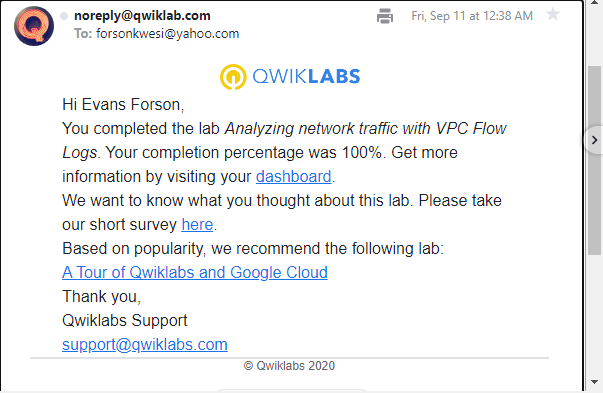 noreply@qwiklab.com
Fri, Sep 11 at 12:38 AM
To: forsonkwesi@yahoo.com
QWIKLABS
Hi Evans Forson,
You completed the lab Analyzing network traffic with VPC Flow
Logs. Your completion percentage was 100%. Get more
information by visiting your dashboard.
We want to know what you thought about this lab. Please take
our short survey here.
Based on popularity, we recommend the following lab:
A Tour of Qwiklabs and Google Cloud
Thank you,
Qwiklabs Support
support@qwiklabs.com
© Qwiklabs 2020